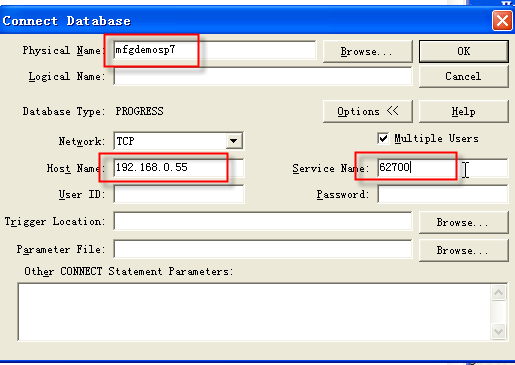 Connect Database
Physical Name: mfgdemosp7 Browse... OK
Logical Name: Cancel
Database Type: PROGRESS Options << Help
Network: TCP Multiple Users
Host Name: 192.168.0.55 Service Name: 62700
User ID: Password:
Trigger Location: Browse...
Parameter File: Browse...
Other CONNECT Statement Parameters: